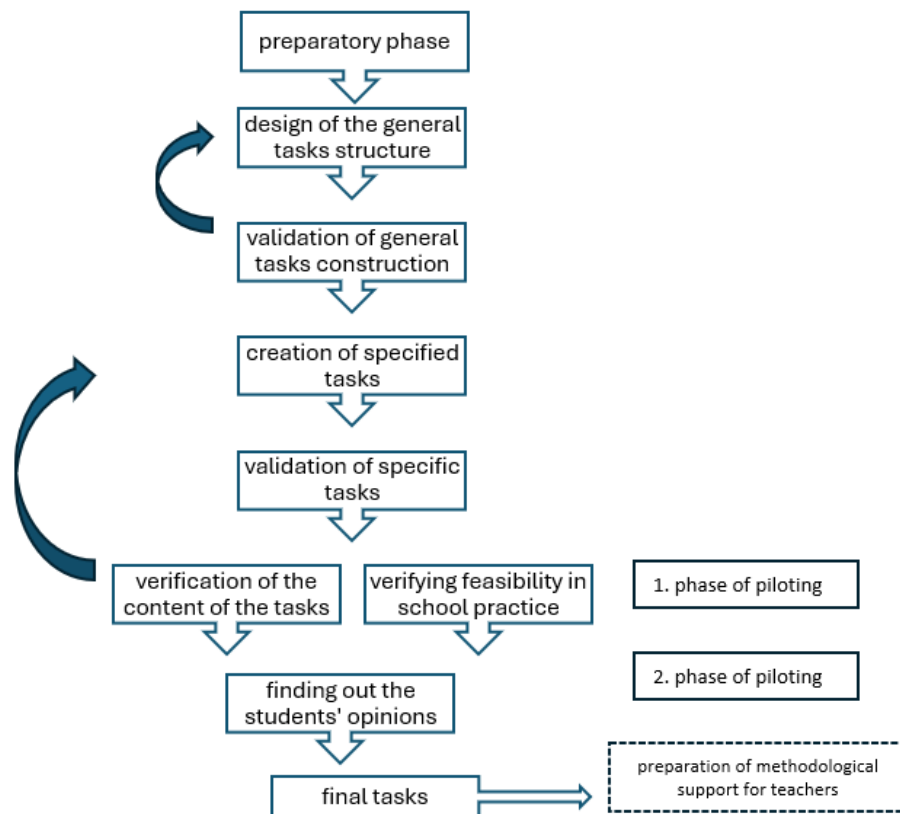 preparatory phase
design of the general
tasks structure
validation of general
tasks construction
creation of specified
tasks
validation of specific
tasks
verification of the
content of the tasks
verifying feasibility in
school practice
1. phase of piloting
finding out the
students' opinions
2. phase of piloting
final tasks
preparation of methodological
support for teachers